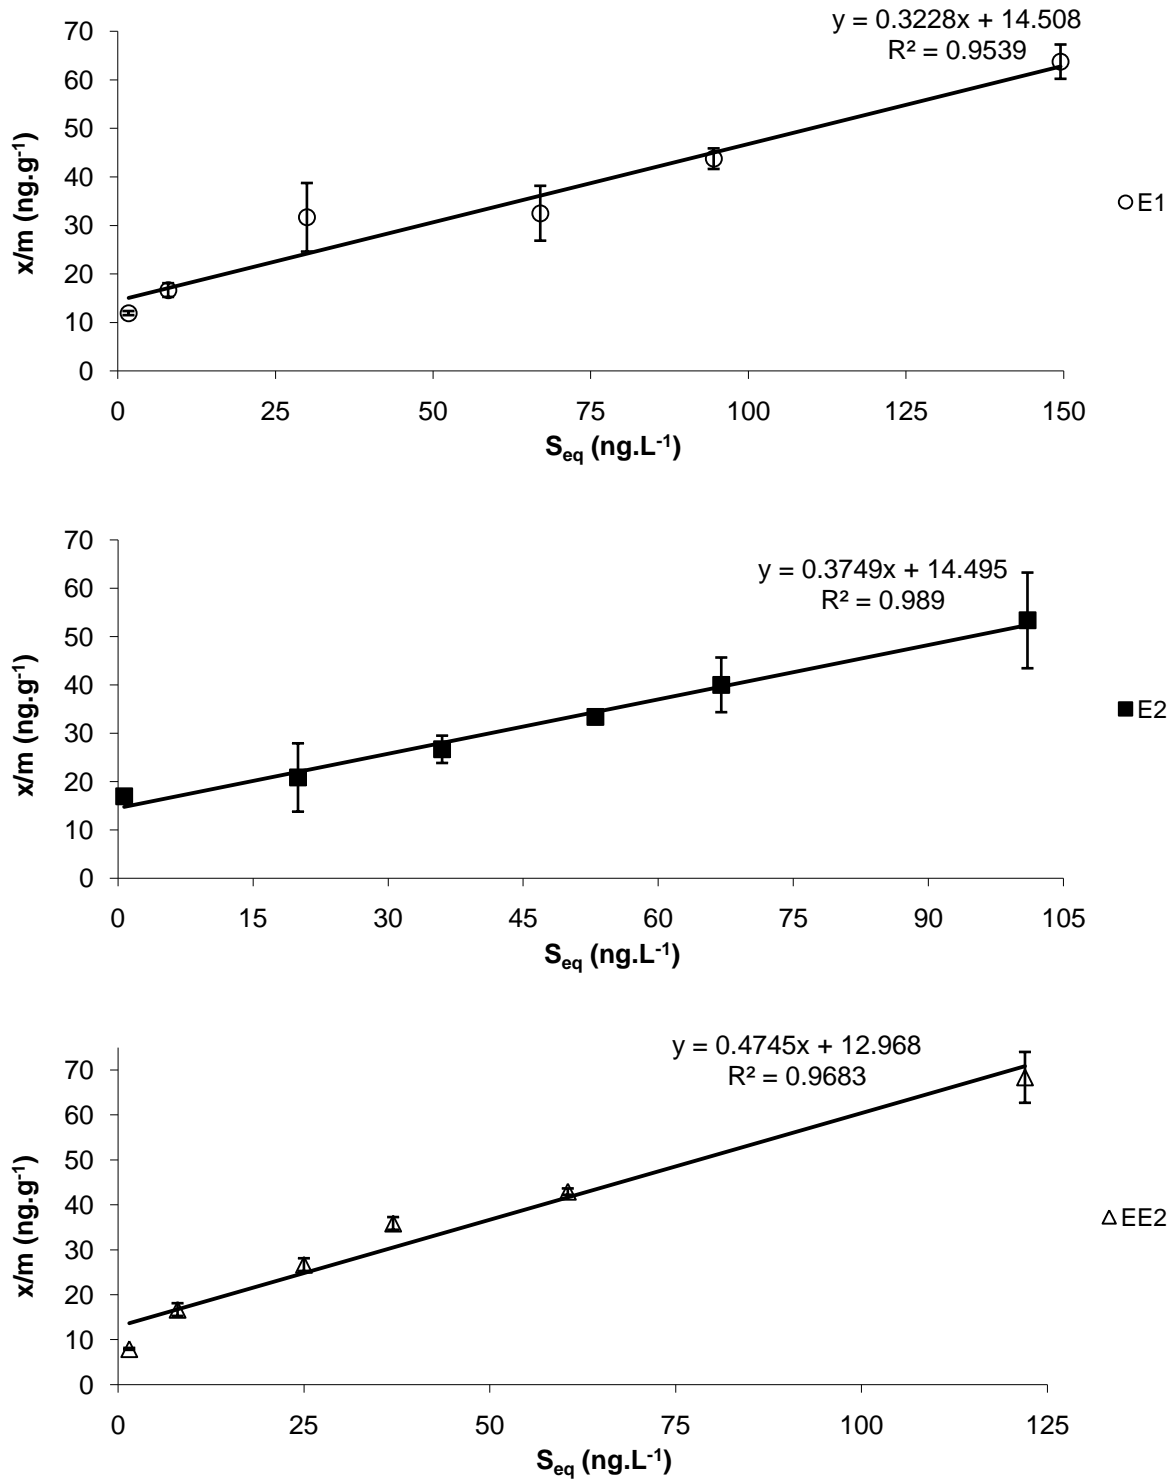 y = 0.3228x + 14.508
R² = 0.9539
70
60
50
40
30
20
10
0
x/m (ng.g-1)
0 25 50 75 100 125 150
Seq (ng.L-1)
E1
y = 0.3749x + 14.495
R² = 0.989
70
60
50
40
30
20
10
0
x/m (ng.g-1)
0 15 30 45 60 75 90 105
Seq (ng.L-1)
E2
y = 0.4745x + 12.968
R² = 0.9683
70
60
50
40
30
20
10
0
x/m (ng.g-1)
0 25 50 75 100 125
Seq (ng.L-1)
EE2